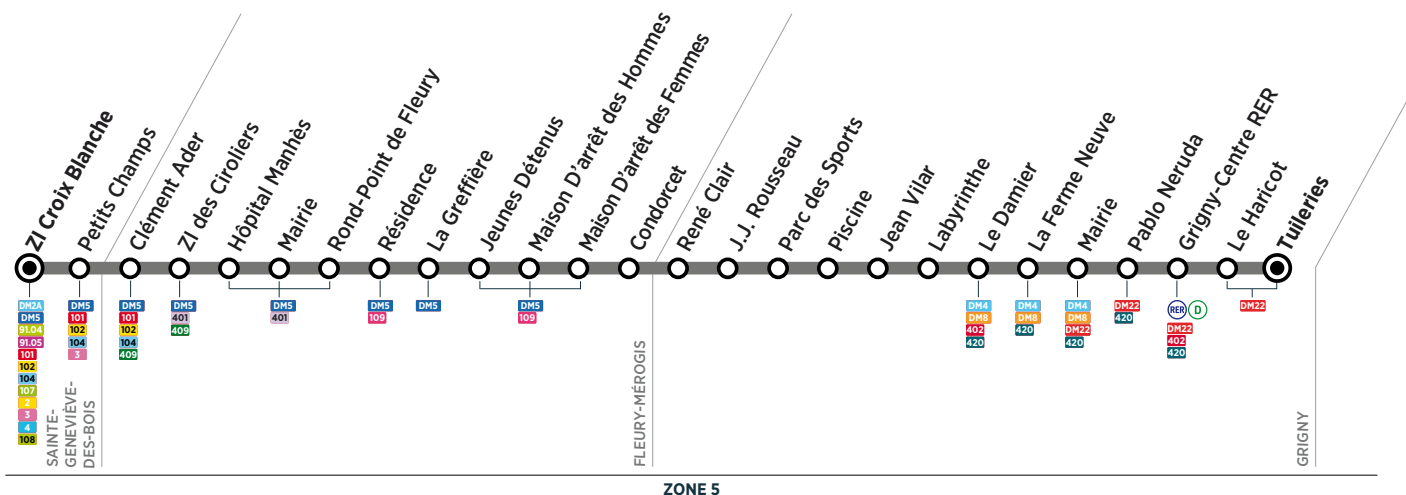 ZI Croix Blanche
Petits Champs
Clément Ader
ZI des Ciroliers
Hôpital Manhès
Mairie
Rond-Point de Fleury
Résidence
La Greffière
Jeunes Détenus
Maison D'arrêt des Hommes
Maison D'arrêt des Femmes
Condorcet
René Clair
J.J. Rousseau
Parc des Sports
Piscine
Jean Vilar
Labyrinthe
Le Damier
La Ferme Neuve
Mairie
Pablo Neruda
Grigny-Centre RER
Le Haricot
Tuileries
DM2A
DM5
91.04
91.05
101
102
104
107
2
3
4
108
DM5
101
102
104
3
DM5
101
102
104
409
DM5
401
409
DM5
401
DM5
109
DM5
DM5
109
DM4
DM8
402
420
DM4
DM8
420
DM4
DM8
DM22
420
DM22
420
RER D
DM22
402
420
DM22
SAINTE-
GENEVIÈVE-
DES-BOIS
FLEURY-MÉROGIS
GRIGNY
ZONE 5